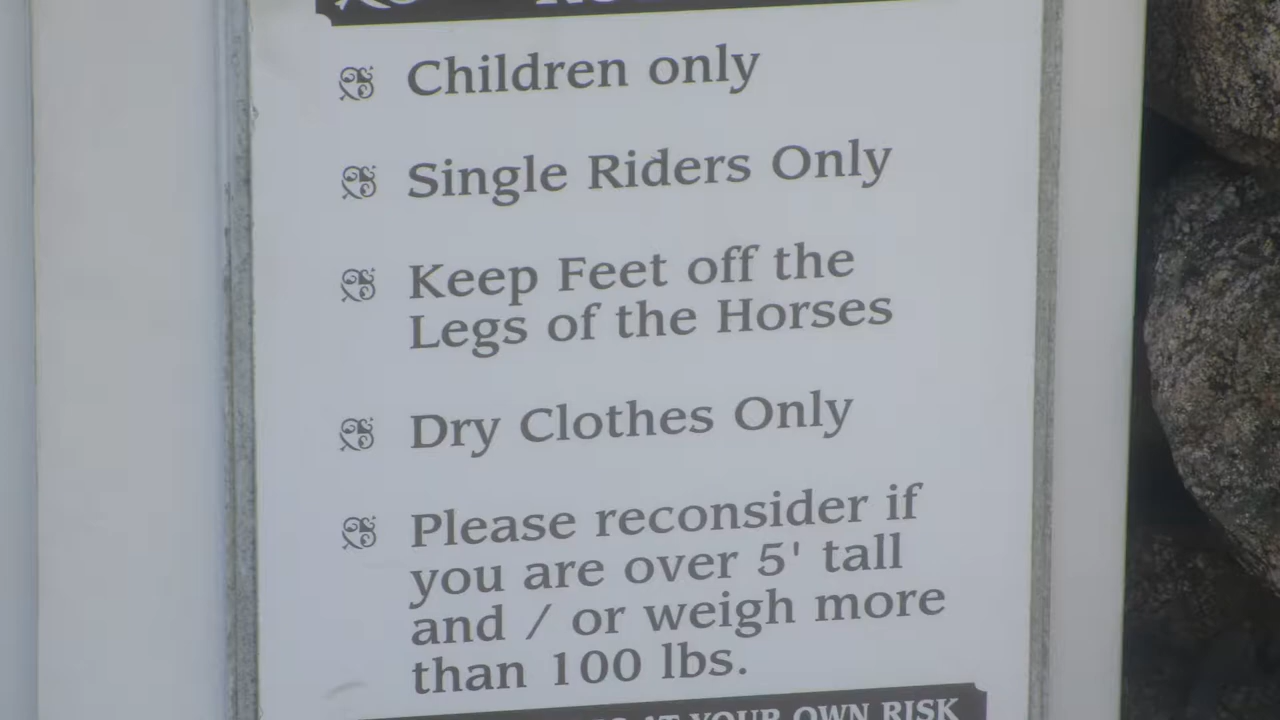 Children only
Single Riders Only
Keep Feet off the
Legs of the Horses
Dry Clothes Only
Please reconsider if
you are over 5' tall
and / or weigh more
than 100 lbs.
AT YOUR OWN RISK